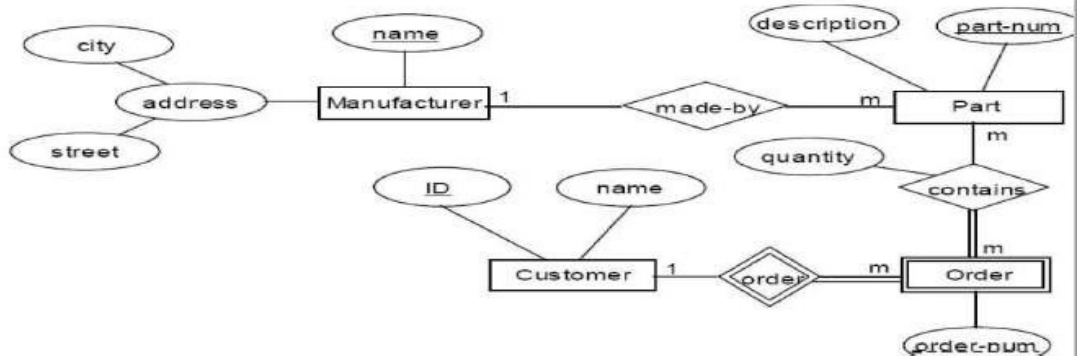 city
name
description
part-num
address
Manufacturer
1
made-by
m
Part
street
m
quantity
contains
ID
name
m
Customer
1
order
m
Order
order-num